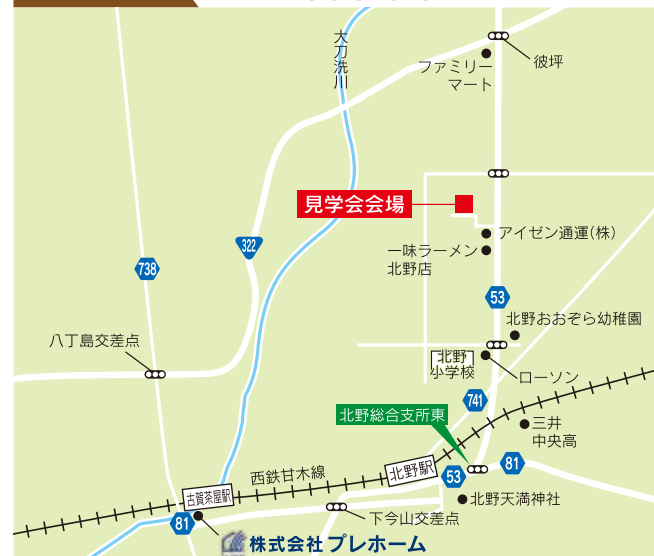 大刀洗川
彼坪
ファミリー
マート
見学会会場
アイゼン通運(株)
一味ラーメン
北野店
322
738
53
北野おおぞら幼稚園
八丁島交差点
北野
小学校
ローソン
741
北野総合支所東
三井
中央高
西鉄甘木線
北野駅
53
81
古賀茶屋駅
北野天満神社
81
下今山交差点
株式会社 プレホーム